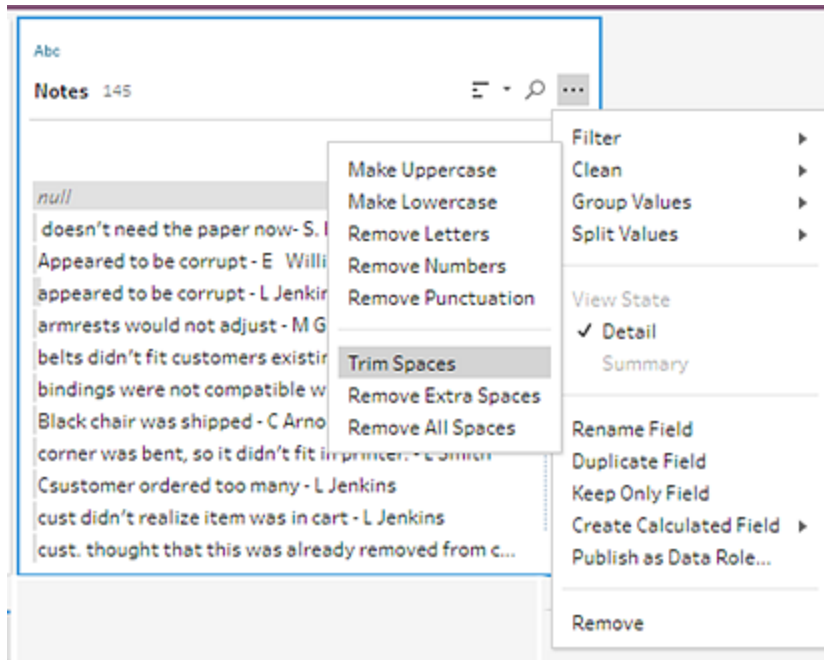 Abc
Notes 145
null
doesn't need the paper now- S.
Appeared to be corrupt - E Willi
appeared to be corrupt - L Jenkin
armrests would not adjust - M G
belts didn't fit customers existin
bindings were not compatible w
Black chair was shipped - C Arno
corner was bent, so it didn't fit in printer. - L Smith
Csustomer ordered too many - L Jenkins
cust didn't realize item was in cart - L Jenkins
cust. thought that this was already removed from c...
Make Uppercase
Make Lowercase
Remove Letters
Remove Numbers
Remove Punctuation
Trim Spaces
Remove Extra Spaces
Remove All Spaces
Filter
Clean
Group Values
Split Values
View State
✓ Detail
Summary
Rename Field
Duplicate Field
Keep Only Field
Create Calculated Field
Publish as Data Role...
Remove